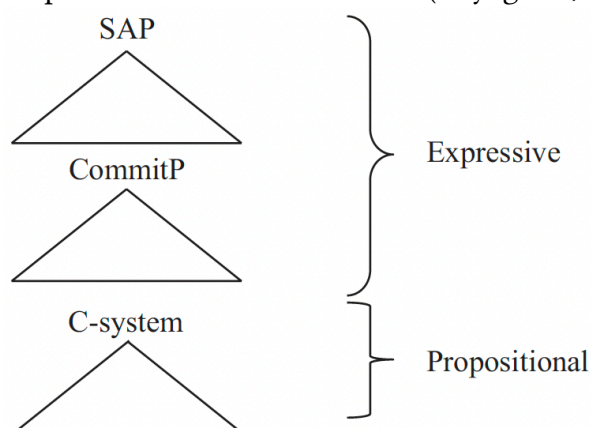 SAP
Expressive
CommitP
C-system
Propositional